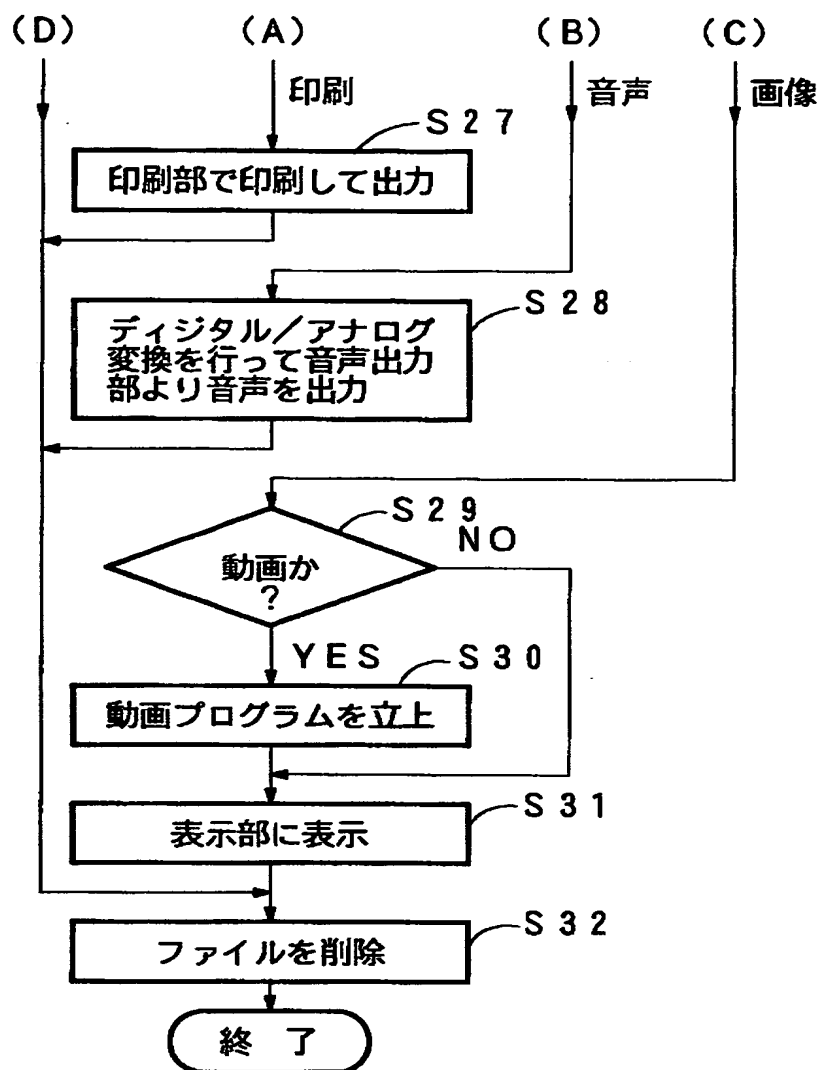 (D) (A) (B) (C)
印刷 音声 画像
S27
印刷部で印刷して出力
S28
ディジタル/アナログ
変換を行って音声出力
部より音声を出力
S29
NO
動画か
?
YES S30
動画プログラムを立上
S31
表示部に表示
S32
ファイルを削除
終 了